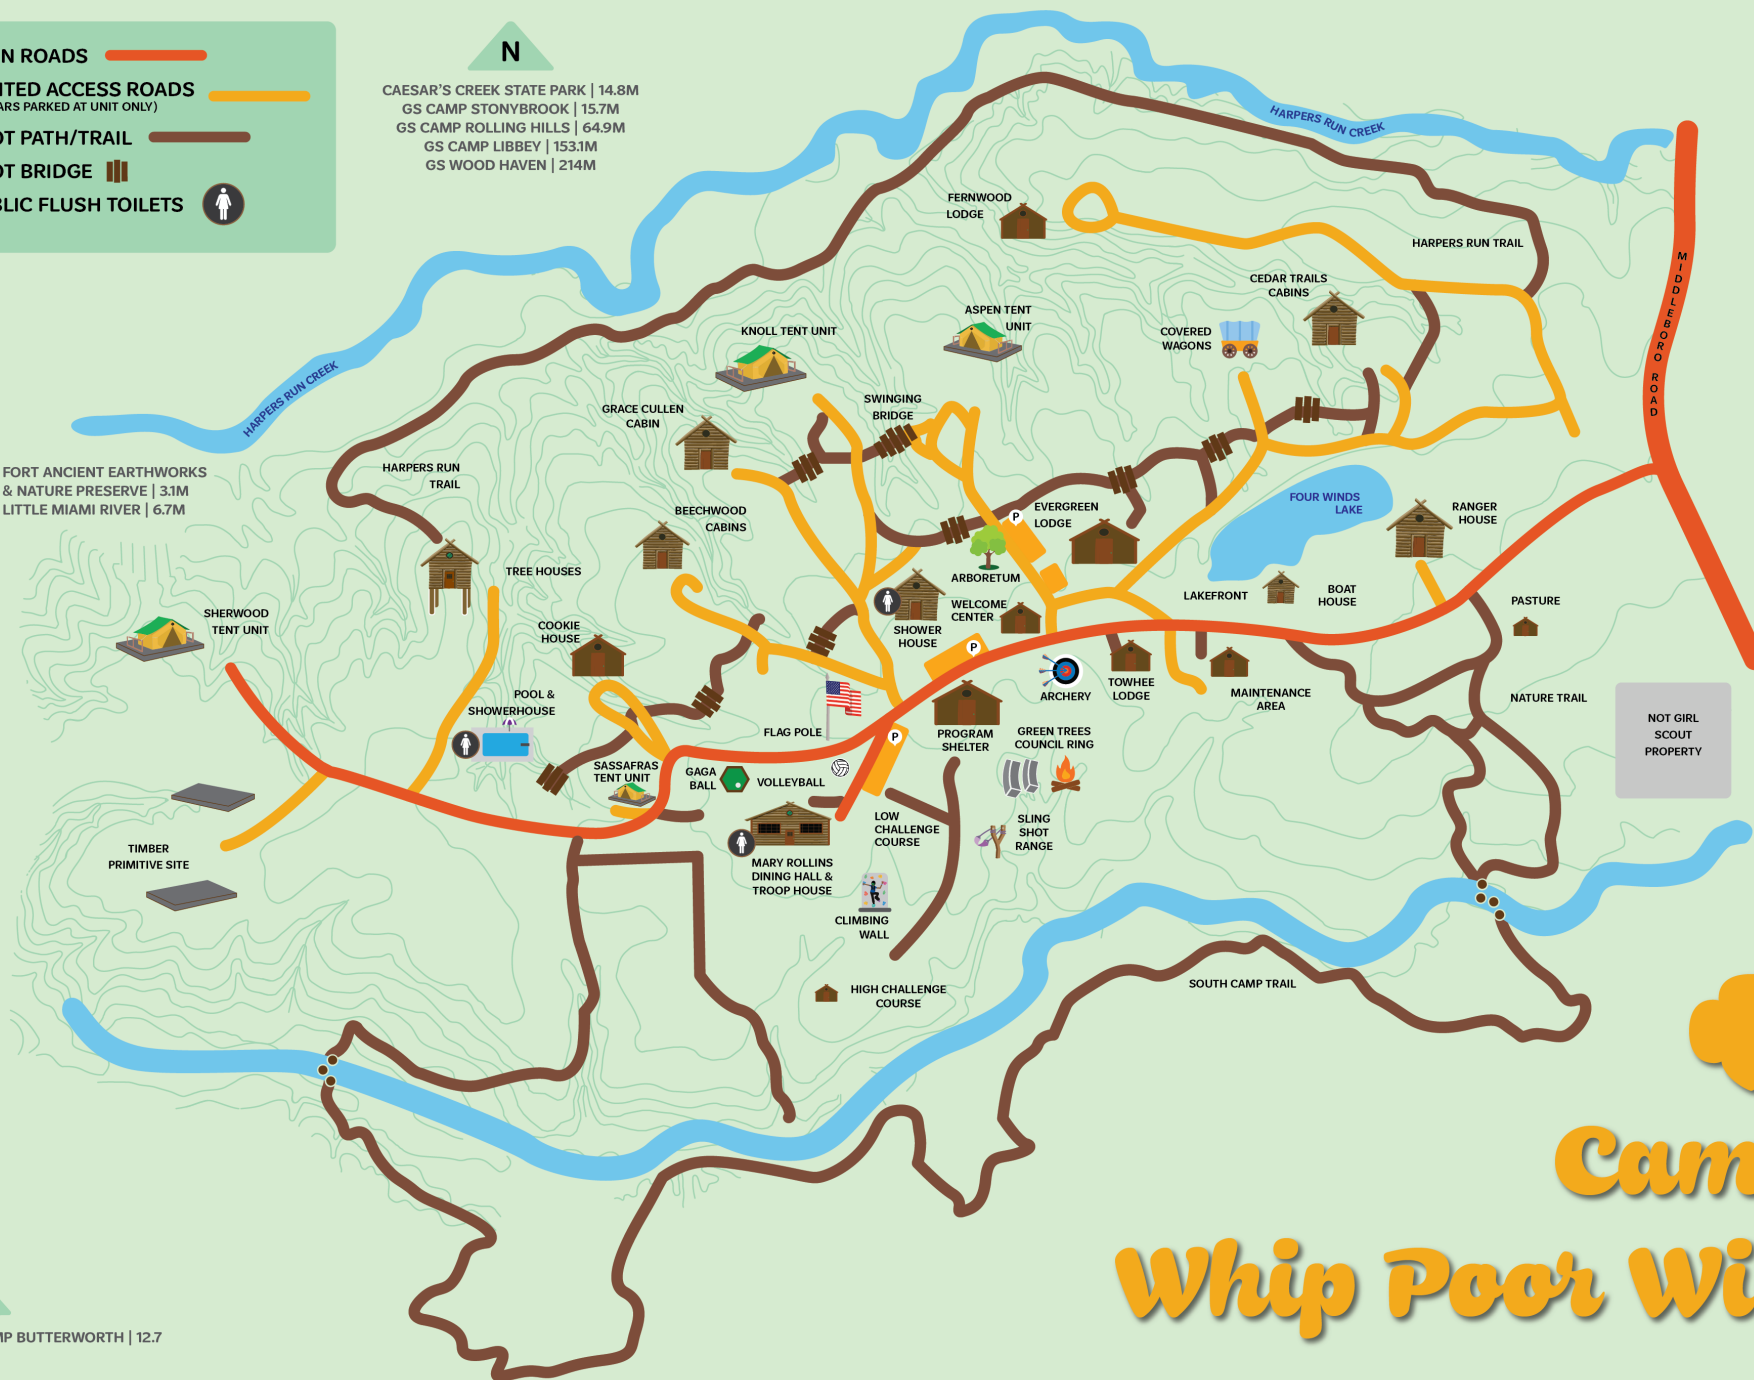 N ROADS
ITED ACCESS ROADS
ARS PARKED AT UNIT ONLY)
OT PATH/TRAIL
OT BRIDGE
BLIC FLUSH TOILETS
N
CAESAR'S CREEK STATE PARK | 14.8M
GS CAMP STONYBROOK | 15.7M
GS CAMP ROLLING HILLS | 64.9M
GS CAMP LIBBEY | 153.1M
GS WOOD HAVEN | 214M
HARPERS RUN CREEK
FERNWOOD
LODGE
HARPERS RUN TRAIL
MIDDLEBORO ROAD
CEDAR TRAILS
CABINS
ASPEN TENT
UNIT
COVERED
WAGONS
KNOLL TENT UNIT
HARPERS RUN CREEK
GRACE CULLEN
CABIN
SWINGING
BRIDGE
FORT ANCIENT EARTHWORKS
& NATURE PRESERVE | 3.1M
LITTLE MIAMI RIVER | 6.7M
HARPERS RUN
TRAIL
BEECHWOOD
CABINS
P
EVERGREEN
LODGE
FOUR WINDS
LAKE
RANGER
HOUSE
TREE HOUSES
ARBORETUM
LAKEFRONT
BOAT
HOUSE
PASTURE
SHERWOOD
TENT UNIT
COOKIE
HOUSE
SHOWER
HOUSE
WELCOME
CENTER
P
ARCHERY
TOWHEE
LODGE
MAINTENANCE
AREA
NATURE TRAIL
POOL &
SHOWERHOUSE
FLAG POLE
P
PROGRAM
SHELTER
GREEN TREES
COUNCIL RING
NOT GIRL
SCOUT
PROPERTY
SASSAFRAS
TENT UNIT
GAGA
BALL
VOLLEYBALL
LOW
CHALLENGE
COURSE
SLING
SHOT
RANGE
TIMBER
PRIMITIVE SITE
MARY ROLLINS
DINING HALL &
TROOP HOUSE
CLIMBING
WALL
HIGH CHALLENGE
COURSE
SOUTH CAMP TRAIL
Cam
Whip Poor Wi
MP BUTTERWORTH | 12.7